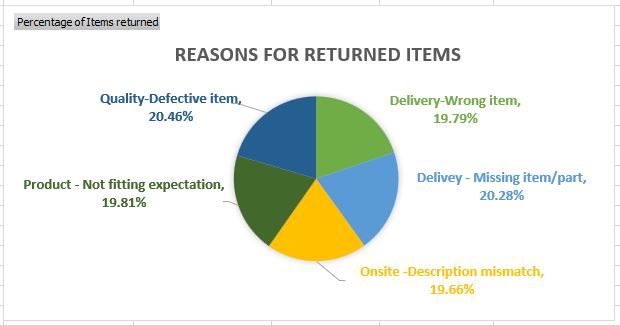 Percentage of Items returned
REASONS FOR RETURNED ITEMS
Quality-Defective item,
20.46%
Delivery-Wrong item,
19.79%
Product - Not fitting expectation,
19.81%
Delivey - Missing item/part,
20.28%
Onsite -Description mismatch,
19.66%